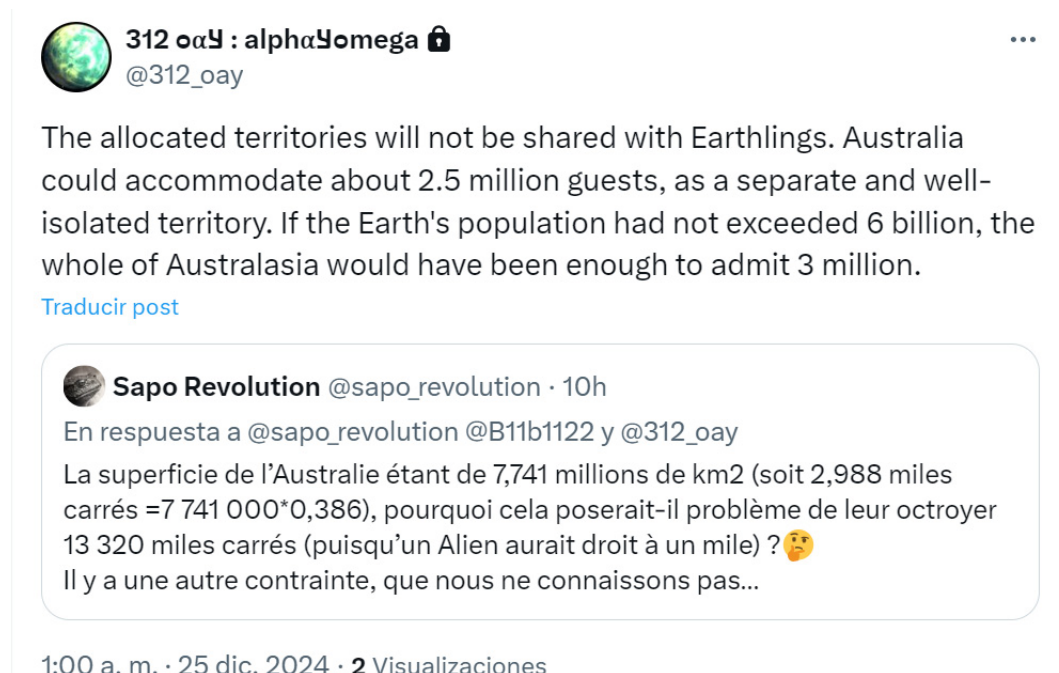 312 oαყ : alphαყomega
@312_oay
The allocated territories will not be shared with Earthlings. Australia
could accommodate about 2.5 million guests, as a separate and well-
isolated territory. If the Earth's population had not exceeded 6 billion, the
whole of Australasia would have been enough to admit 3 million.
Traducir post
Sapo Revolution @sapo_revolution · 10h
En respuesta a @sapo_revolution @B11b1122 y @312_oay
La superficie de l’Australie étant de 7,741 millions de km2 (soit 2,988 miles
carrés =7 741 000*0,386), pourquoi cela poserait-il problème de leur octroyer
13 320 miles carrés (puisqu’un Alien aurait droit à un mile) ?🤔
Il y a une autre contrainte, que nous ne connaissons pas...
1:00 a. m. · 25 dic. 2024 · 2 Visualizaciones